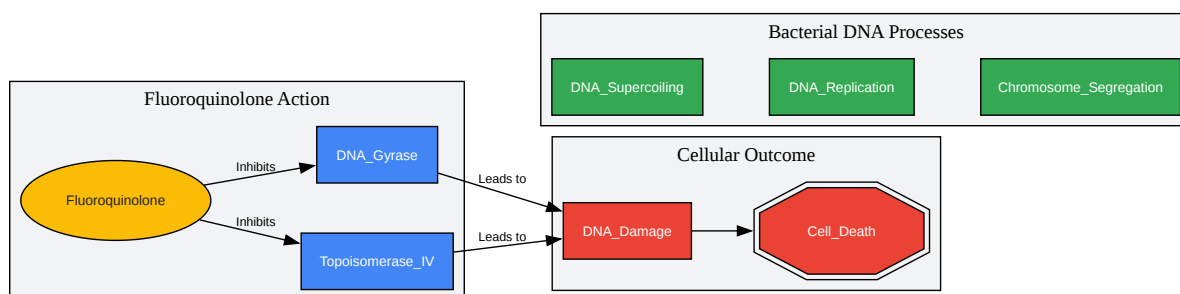 Bacterial DNA Processes
DNA_Supercoiling
DNA_Replication
Chromosome_Segregation
Fluoroquinolone Action
Fluoroquinolone
Inhibits
Inhibits
DNA_Gyrase
Topoisomerase_IV
Leads to
Leads to
Cellular Outcome
DNA_Damage
Cell_Death